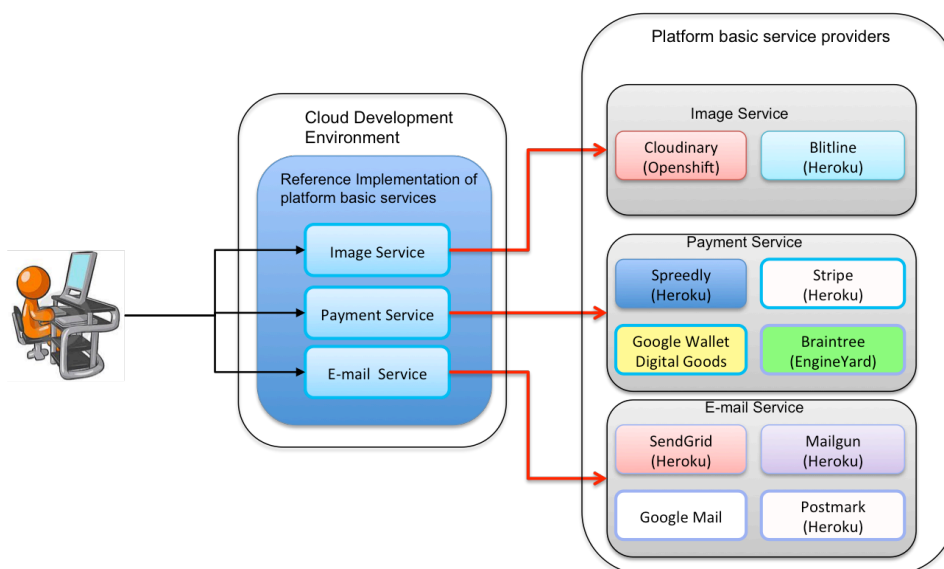 Platform basic service providers
Cloud Development
Environment
Reference Implementation of
platform basic services
Image Service
Payment Service
E-mail Service
Image Service
Cloudinary
(Openshift)
Blitline
(Heroku)
Payment Service
Spreedly
(Heroku)
Stripe
(Heroku)
Google Wallet
Digital Goods
Braintree
(EngineYard)
E-mail Service
SendGrid
(Heroku)
Mailgun
(Heroku)
Google Mail
Postmark
(Heroku)